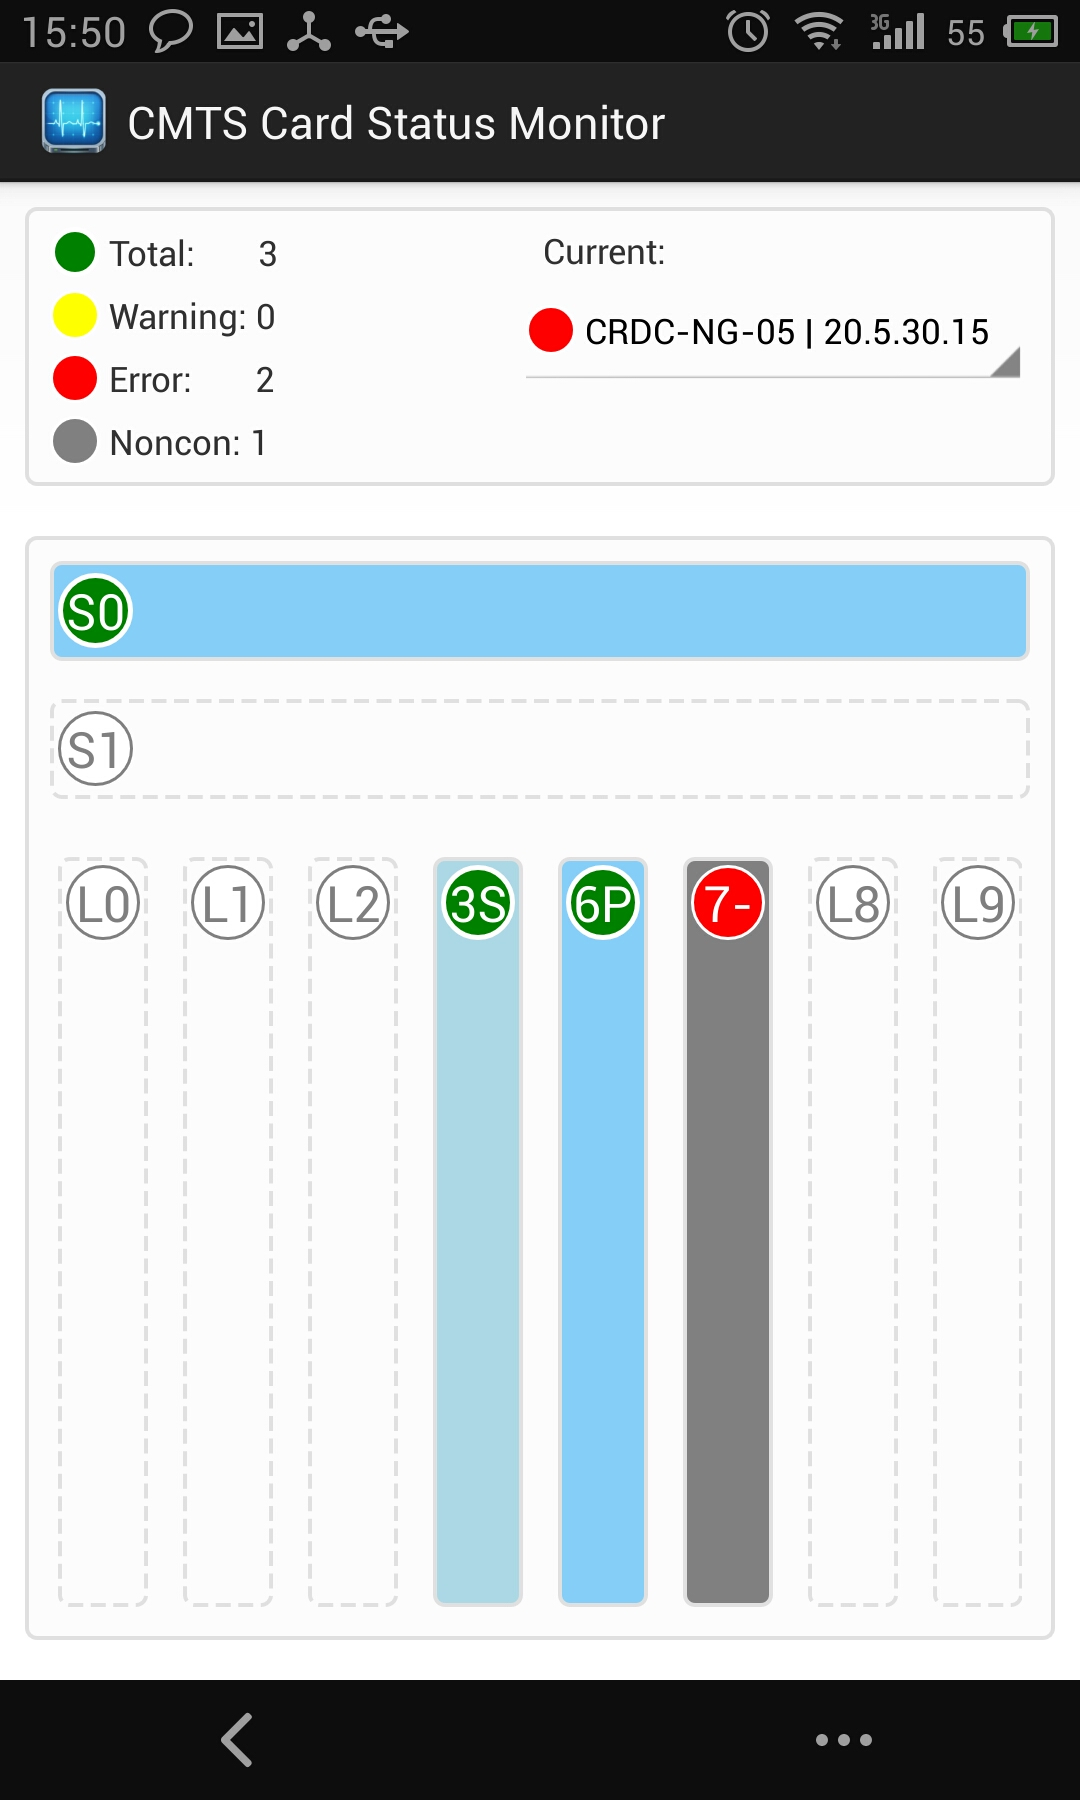 15:50 3G 55
CMTS Card Status Monitor
Total: 3
Warning: 0
Error: 2
Noncon: 1
Current:
CRDC-NG-05 | 20.5.30.15
S0
S1
L0 L1 L2 3S 6P 7- L8 L9